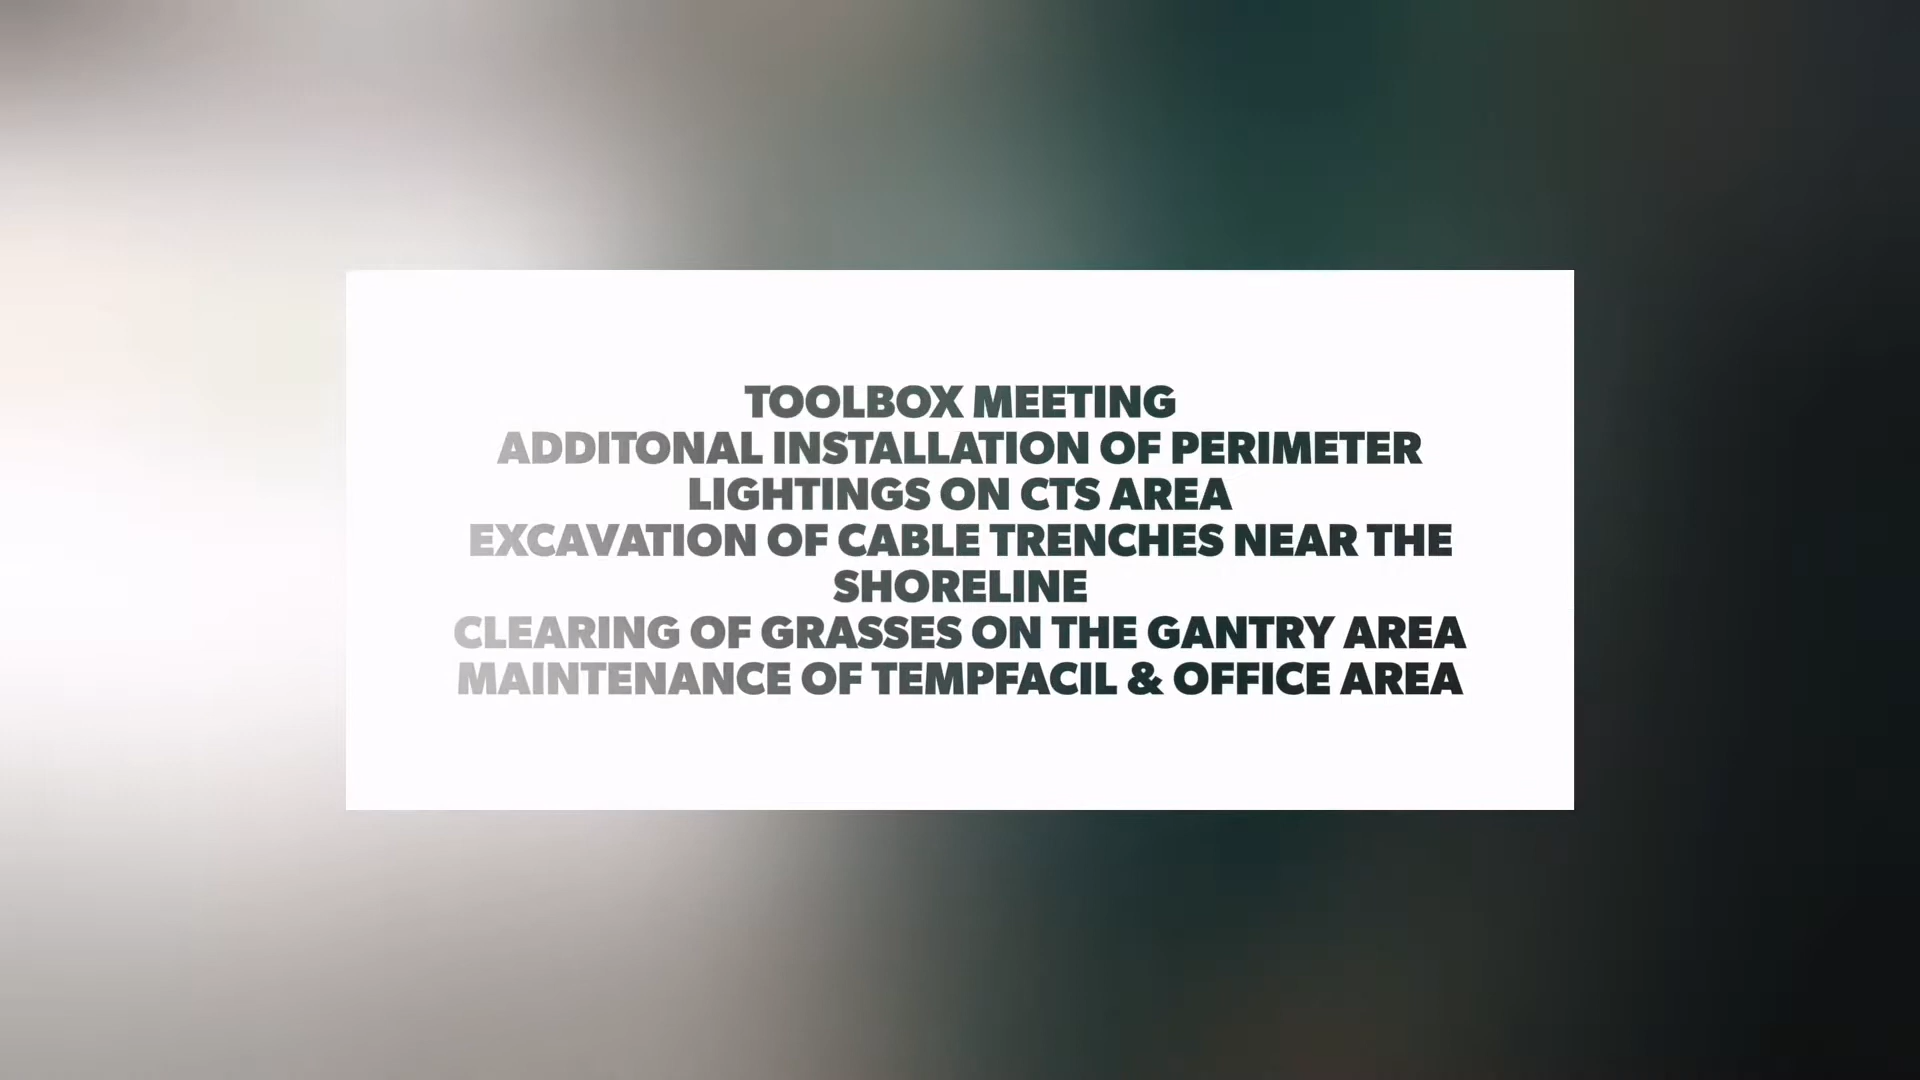 TOOLBOX MEETING
ADDITONAL INSTALLATION OF PERIMETER
LIGHTINGS ON CTS AREA
EXCAVATION OF CABLE TRENCHES NEAR THE
SHORELINE
CLEARING OF GRASSES ON THE GANTRY AREA
MAINTENANCE OF TEMPFACIL & OFFICE AREA